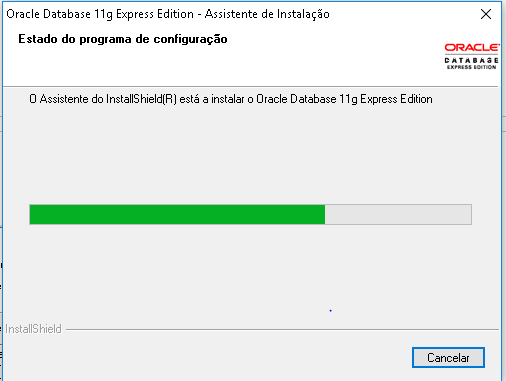 Oracle Database 11g Express Edition - Assistente de Instalação
Estado do programa de configuração
ORACLE
DATABASE
EXPRESS EDITION
O Assistente do InstallShield(R) está a instalar o Oracle Database 11g Express Edition
InstallShield
Cancelar